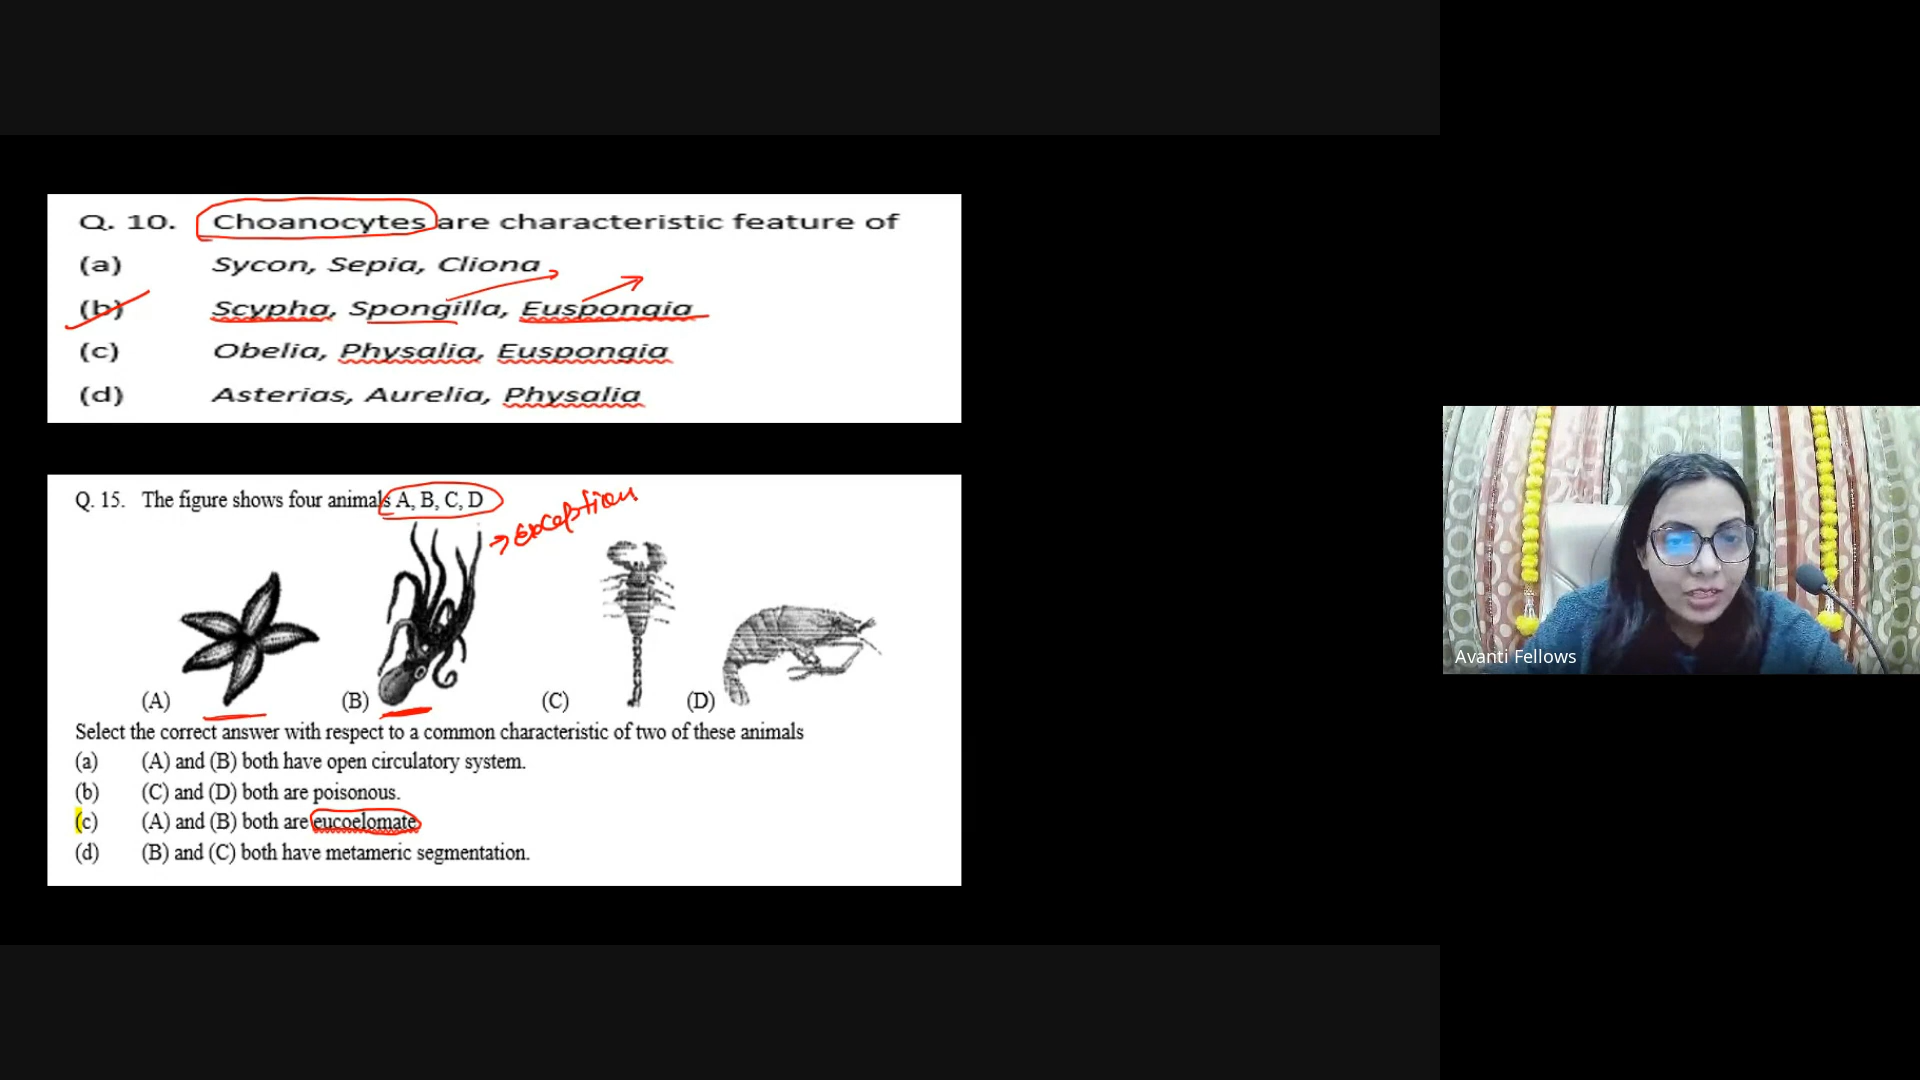 Q. 10. Choanocytes are characteristic feature of
(a) Sycon, Sepia, Cliona
(b) Scypha, Spongilla, Euspongia
(c) Obelia, Physalia, Euspongia
(d) Asterias, Aurelia, Physalia
Q. 15. The figure shows four animals A, B, C, D
→ exception
(A) (B) (C) (D)
Select the correct answer with respect to a common characteristic of two of these animals
(a) (A) and (B) both have open circulatory system.
(b) (C) and (D) both are poisonous.
(c) (A) and (B) both are eucoelomate.
(d) (B) and (C) both have metameric segmentation.
Avanti Fellows